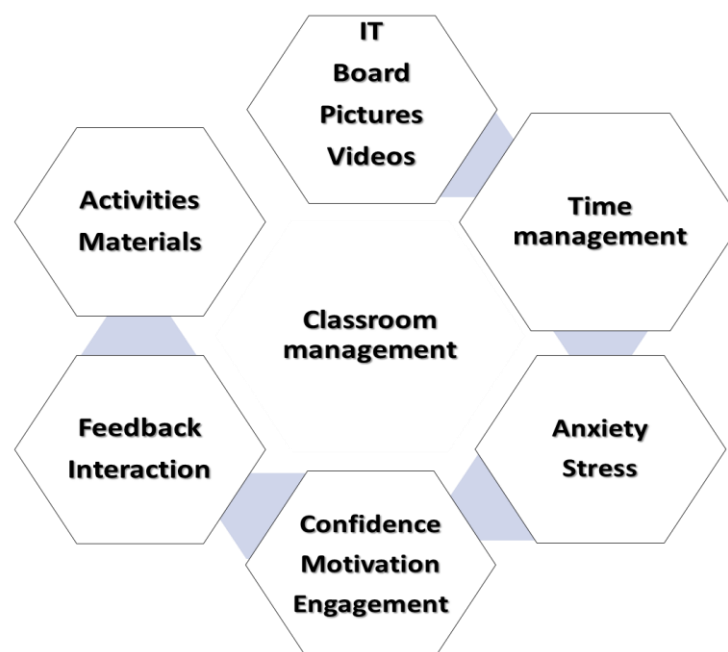 IT
Board
Pictures
Videos
Time
management
Anxiety
Stress
Confidence
Motivation
Engagement
Feedback
Interaction
Activities
Materials
Classroom
management